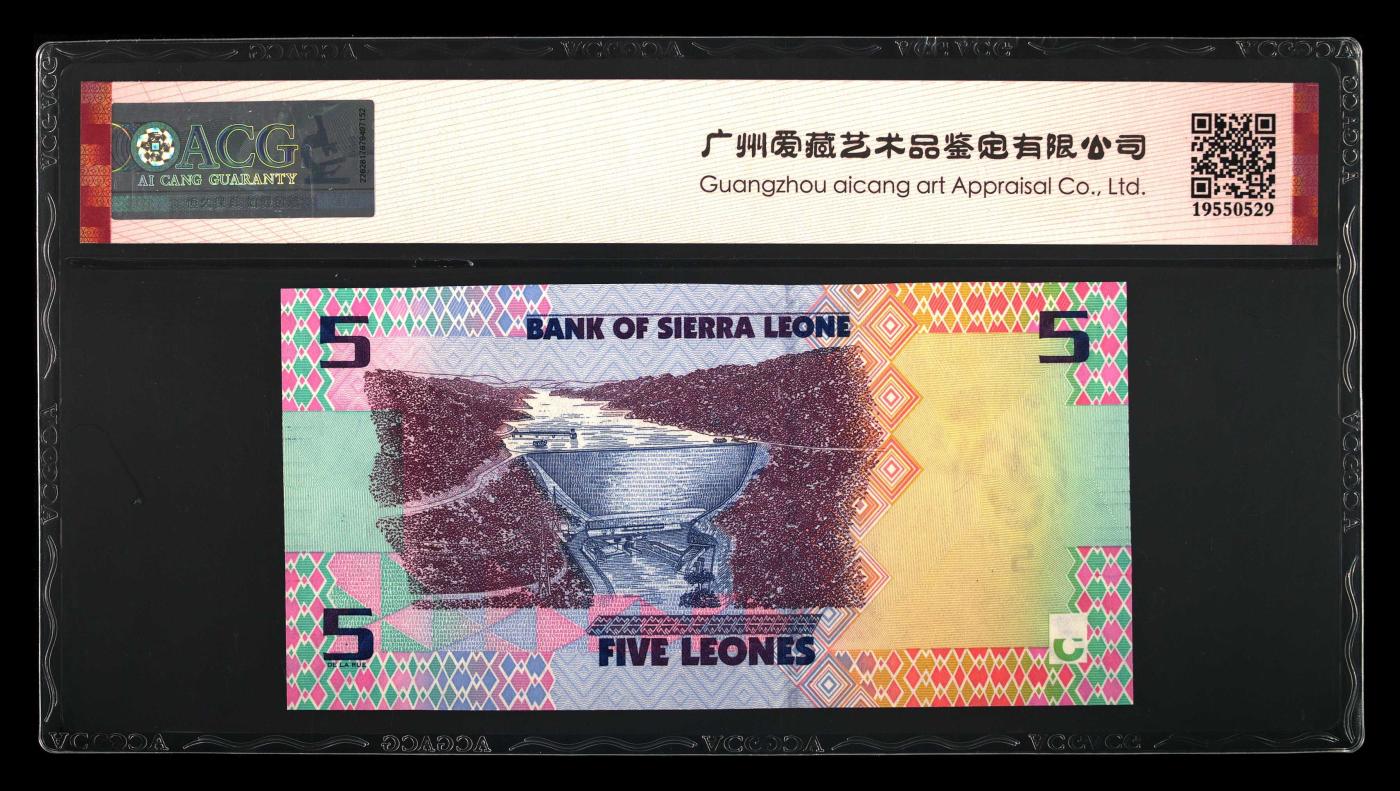 ACG
AI CANG GUARANTY
广州爱藏艺术品鉴定有限公司
Guangzhou aicang art Appraisal Co., Ltd.
19550529
5
BANK OF SIERRA LEONE
5
5
DE LA RUE
FIVE LEONES